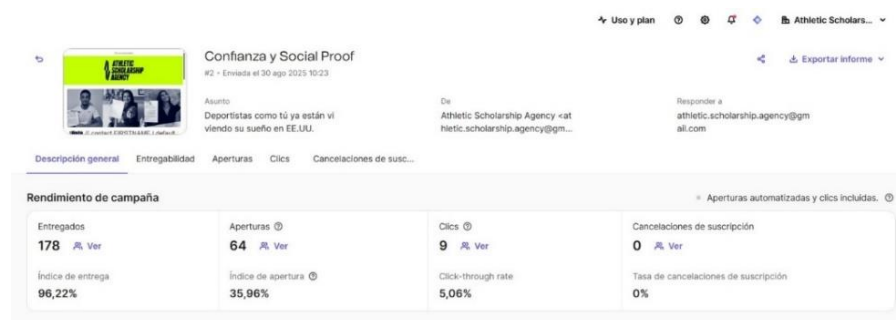 Uso y plan
Athletic Scholars...
ATHLETIC
SCHOLARSHIP
AGENCY
Confianza y Social Proof
#2 • Enviada el 30 ago 2025 10:23
Exportar informe
Asunto
Deportistas como tú ya están vi
viendo su sueño en EE.UU.
De
Athletic Scholarship Agency <at
hletic.scholarship.agency@gm...
Responder a
athletic.scholarship.agency@gm
ail.com
Descripción general Entregabilidad Aperturas Clics Cancelaciones de susc...
Rendimiento de campaña
Aperturas automatizadas y clics incluidas.
Entregados
178 Ver
Índice de entrega
96,22%
Aperturas
64 Ver
Índice de apertura
35,96%
Clics
9 Ver
Click-through rate
5,06%
Cancelaciones de suscripción
0 Ver
Tasa de cancelaciones de suscripción
0%